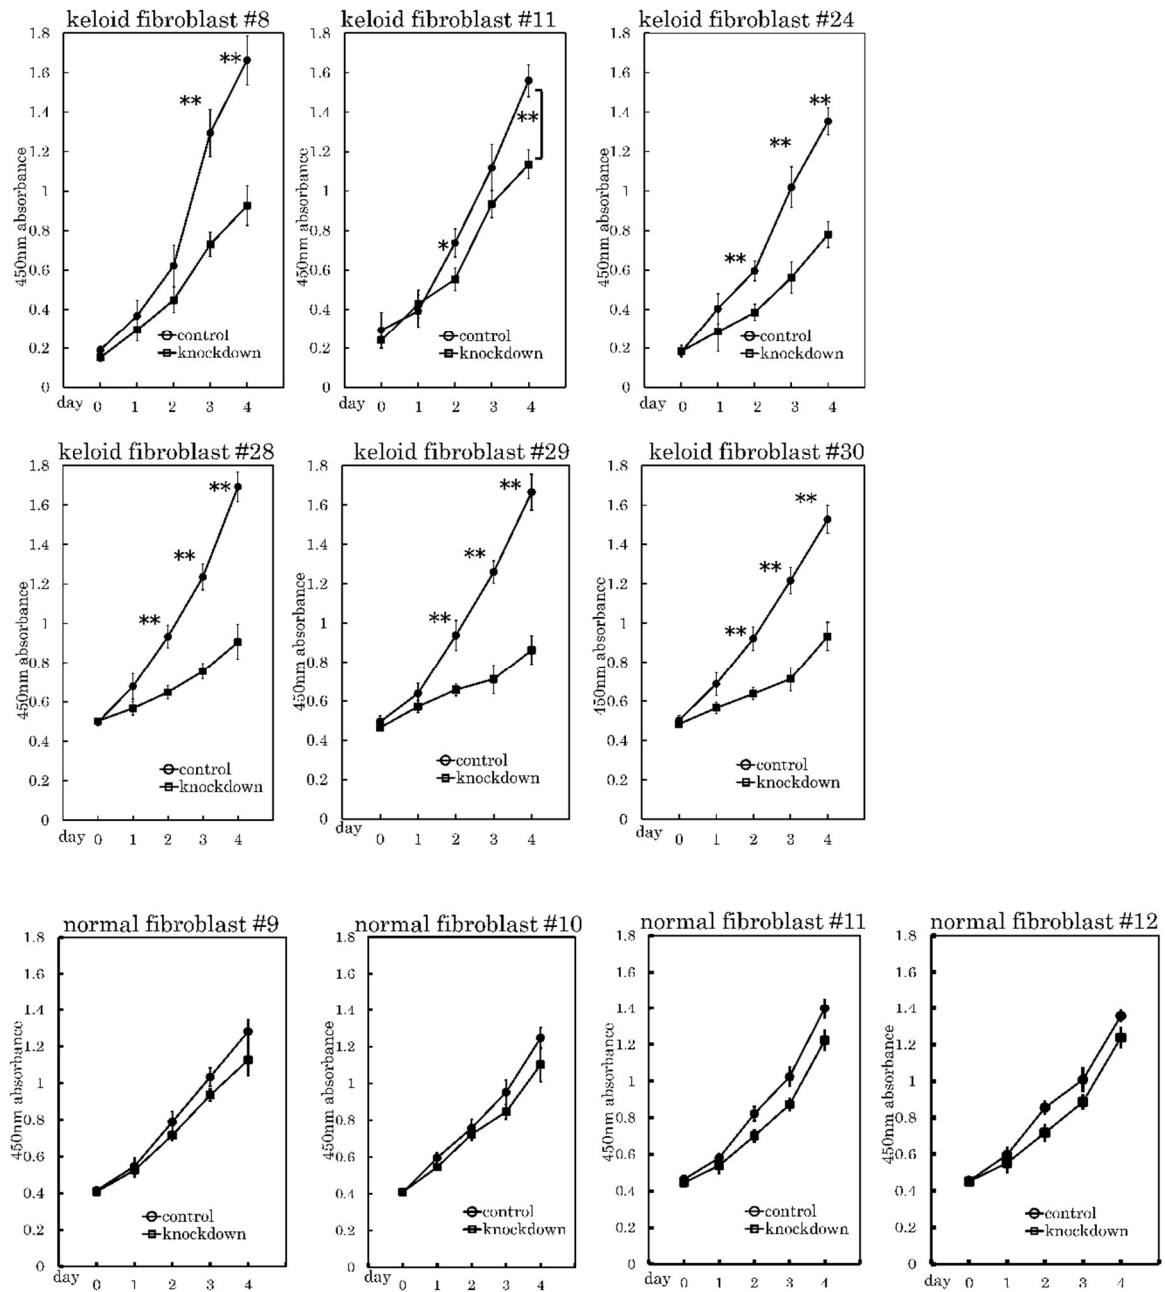 keloid fibroblast #8
1.8
1.6
1.4
1.2
1
0.8
0.6
0.4
0.2
0
450nm absorbance
**
**
control
knockdown
day 0 1 2 3 4
keloid fibroblast #11
1.8
1.6
1.4
1.2
1
0.8
0.6
0.4
0.2
0
450nm absorbance
**
*
control
knockdown
day 0 1 2 3 4
keloid fibroblast #24
1.8
1.6
1.4
1.2
1
0.8
0.6
0.4
0.2
0
450nm absorbance
**
**
**
control
knockdown
day 0 1 2 3 4
keloid fibroblast #28
1.8
1.6
1.4
1.2
1
0.8
0.6
0.4
0.2
0
450nm absorbance
**
**
**
control
knockdown
day 0 1 2 3 4
keloid fibroblast #29
1.8
1.6
1.4
1.2
1
0.8
0.6
0.4
0.2
0
450nm absorbance
**
**
**
control
knockdown
day 0 1 2 3 4
keloid fibroblast #30
1.8
1.6
1.4
1.2
1
0.8
0.6
0.4
0.2
0
450nm absorbance
**
**
**
control
knockdown
day 0 1 2 3 4
normal fibroblast #9
1.8
1.6
1.4
1.2
1
0.8
0.6
0.4
0.2
0
450nm absorbance
control
knockdown
day 0 1 2 3 4
normal fibroblast #10
1.8
1.6
1.4
1.2
1
0.8
0.6
0.4
0.2
0
450nm absorbance
control
knockdown
day 0 1 2 3 4
normal fibroblast #11
1.8
1.6
1.4
1.2
1
0.8
0.6
0.4
0.2
0
450nm absorbance
control
knockdown
day 0 1 2 3 4
normal fibroblast #12
1.8
1.6
1.4
1.2
1
0.8
0.6
0.4
0.2
0
450nm absorbance
control
knockdown
day 0 1 2 3 4